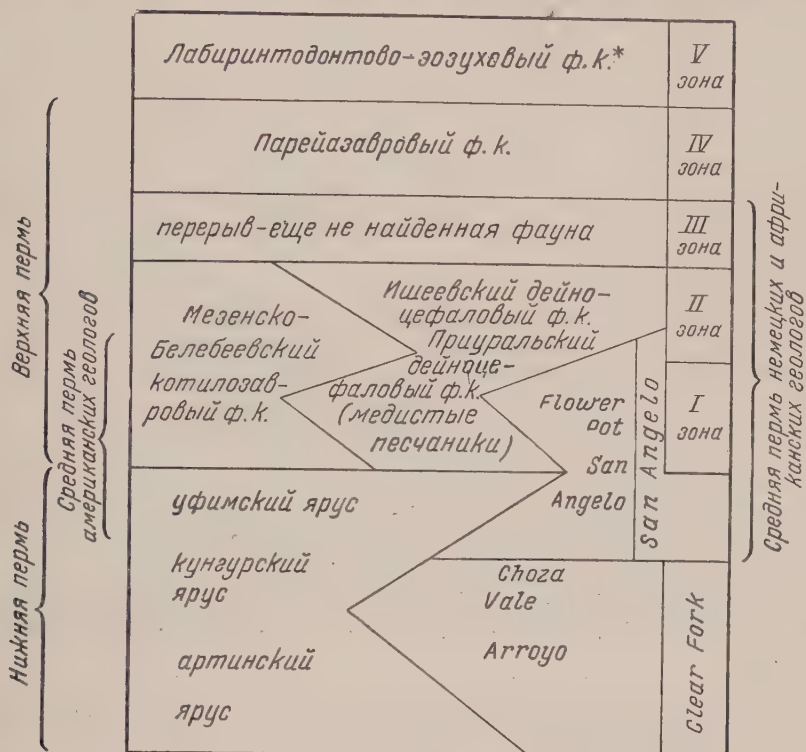 Лабиринтодонтово-эозуховый ф.к.*
V
зона
Парейазавровый ф.к.
IV
зона
перерыв-еще не найденная фауна
III
зона
Мезенско-
Белебеевский
котилозав-
ровый ф.к.
Ишеевский дейно-
цефаловый ф.к.
Приуральский
дейноце-
фаловый ф.к.
(медистые
песчаники)
II
зона
Flower
pot
San
Angelo
San Angelo
I
зона
уфимский ярус
кунгурский
ярус
артинский
ярус
Choza
Vale
Arroyo
Clear Fork
Верхняя пермь
Нижняя пермь
Средняя пермь
американских геологов
Средняя пермь немецких и афри-
канских геологов